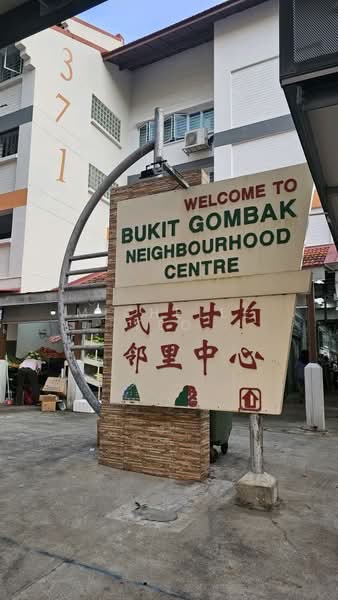 371
WELCOME TO
BUKIT GOMBAK
NEIGHBOURHOOD
CENTRE
武吉甘柏
邻里中心